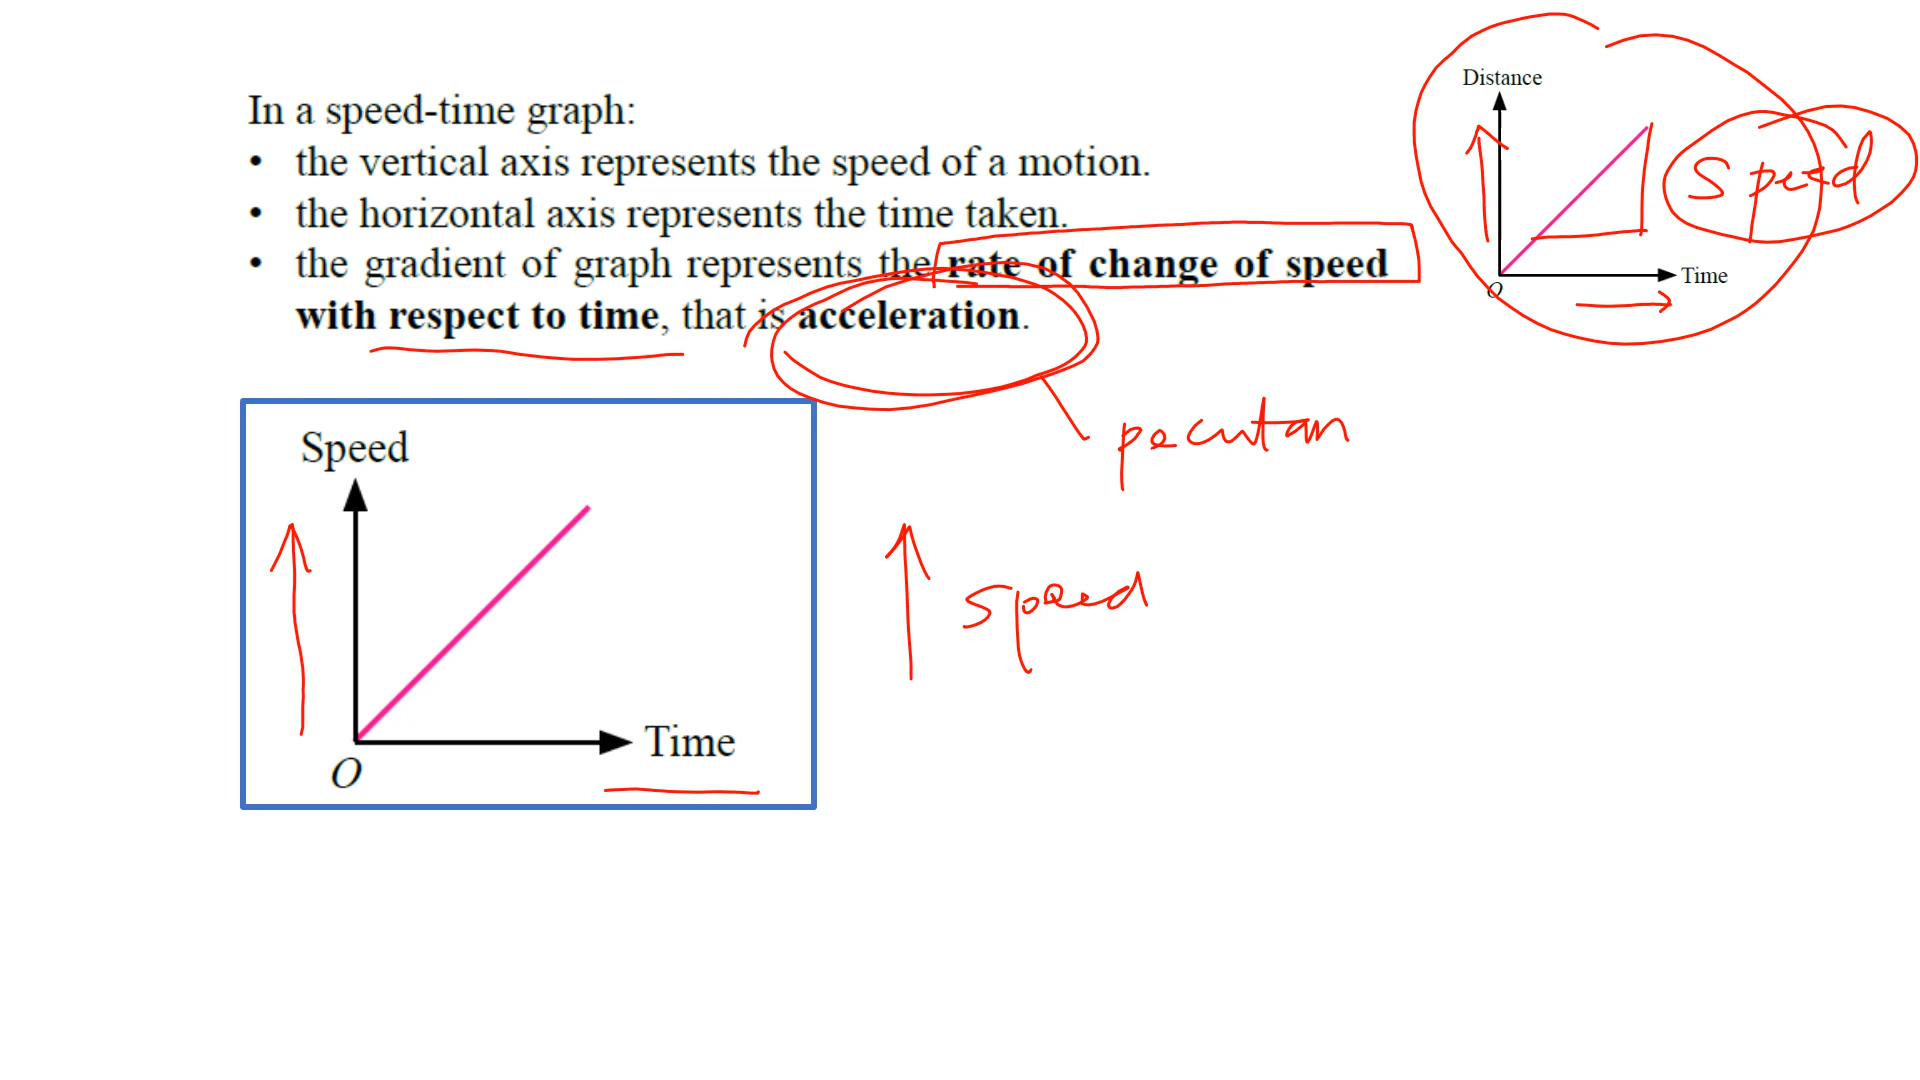 In a speed-time graph:
• the vertical axis represents the speed of a motion.
• the horizontal axis represents the time taken.
• the gradient of graph represents the rate of change of speed
with respect to time, that is acceleration.
Distance
Speed
Time
O
pecutan
Speed
Time
O
Speed